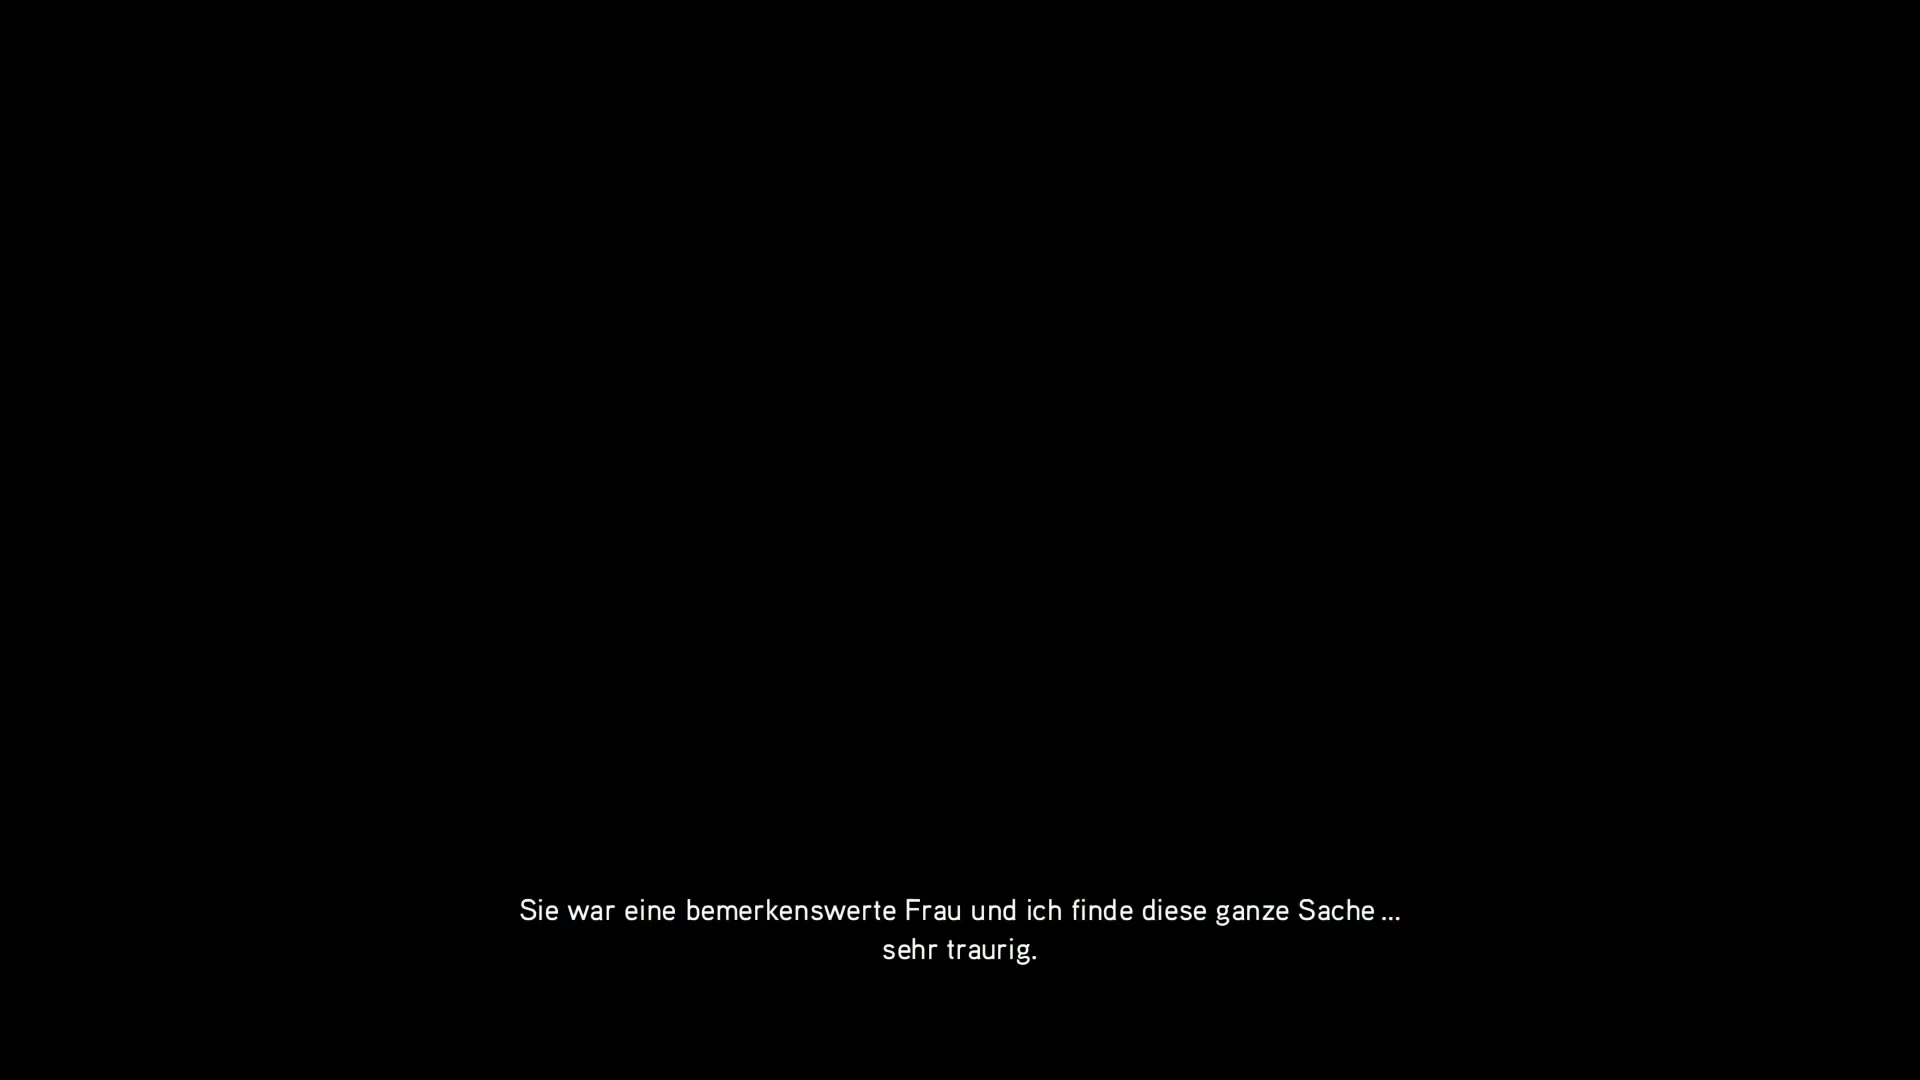 Sie war eine bemerkenswerte Frau und ich finde diese ganze Sache ...
sehr traurig.